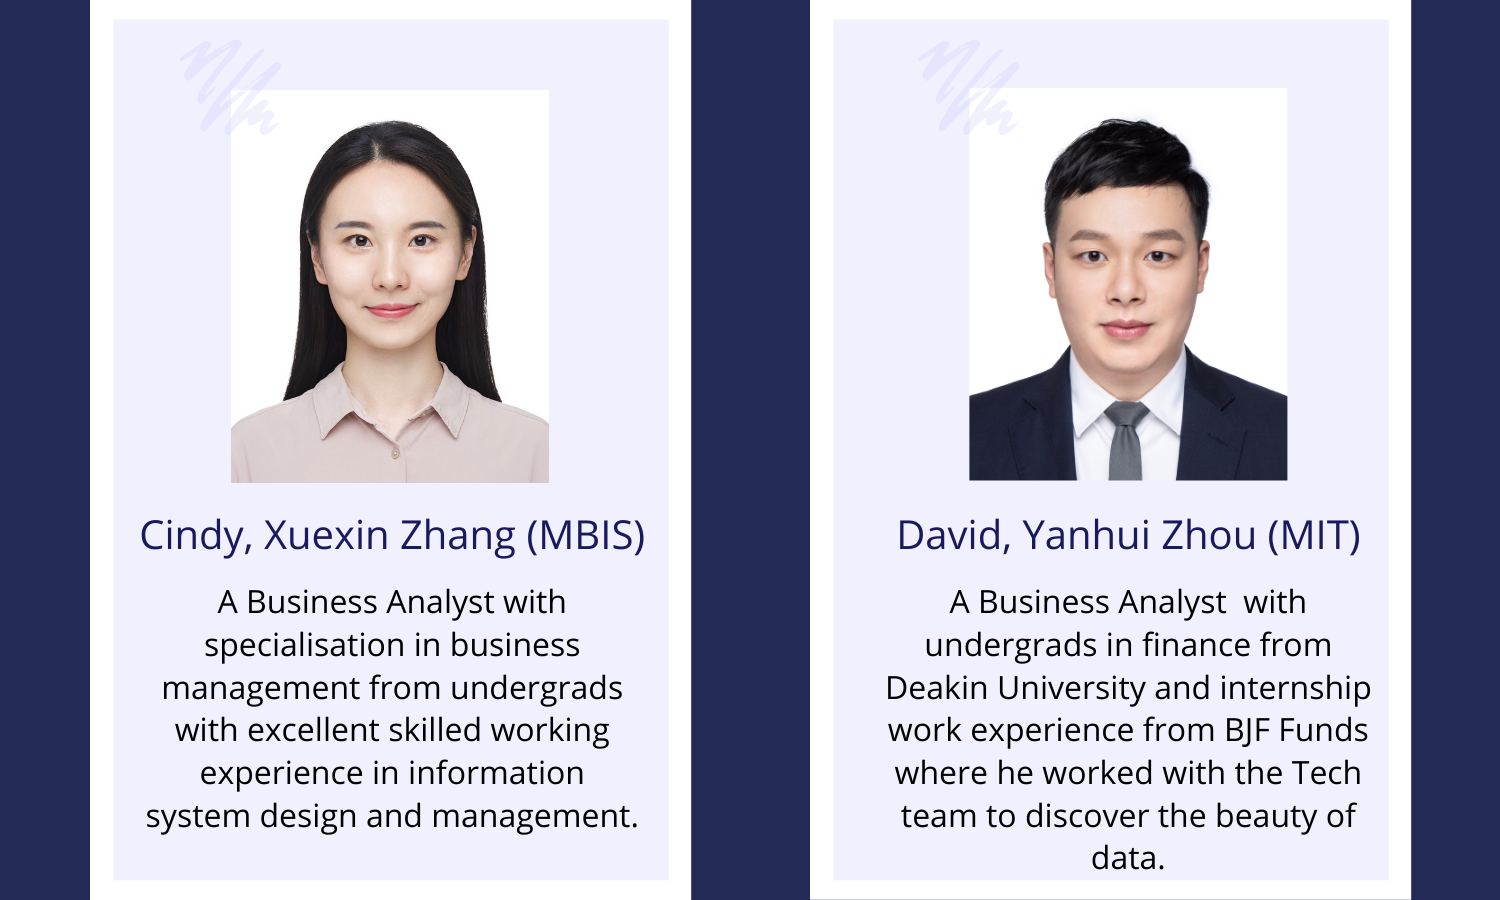 Cindy, Xuexin Zhang (MBIS)
A Business Analyst with
specialisation in business
management from undergrads
with excellent skilled working
experience in information
system design and management.
David, Yanhui Zhou (MIT)
A Business Analyst  with
undergrads in finance from
Deakin University and internship
work experience from BJF Funds
where he worked with the Tech
team to discover the beauty of
data.